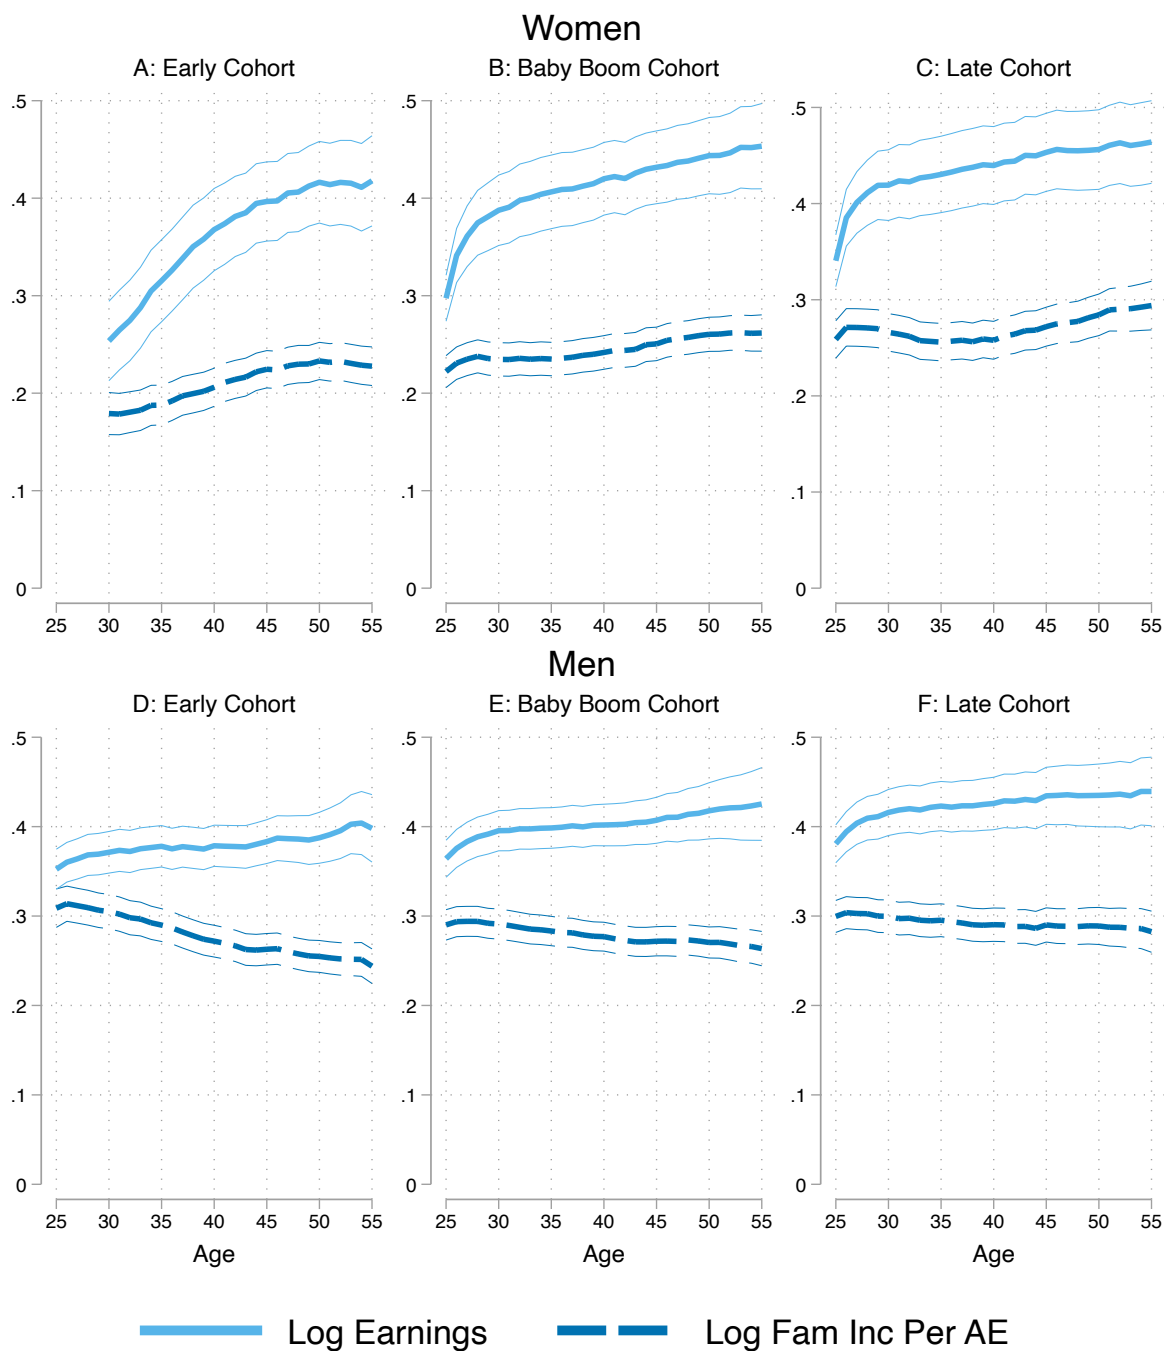 Women
A: Early Cohort
B: Baby Boom Cohort
C: Late Cohort
.5
.4
.3
.2
.1
0
25 30 35 40 45 50 55
.5
.4
.3
.2
.1
0
25 30 35 40 45 50 55
.5
.4
.3
.2
.1
0
25 30 35 40 45 50 55
Men
D: Early Cohort
E: Baby Boom Cohort
F: Late Cohort
.5
.4
.3
.2
.1
0
25 30 35 40 45 50 55
Age
.5
.4
.3
.2
.1
0
25 30 35 40 45 50 55
Age
.5
.4
.3
.2
.1
0
25 30 35 40 45 50 55
Age
Log Earnings
Log Fam Inc Per AE